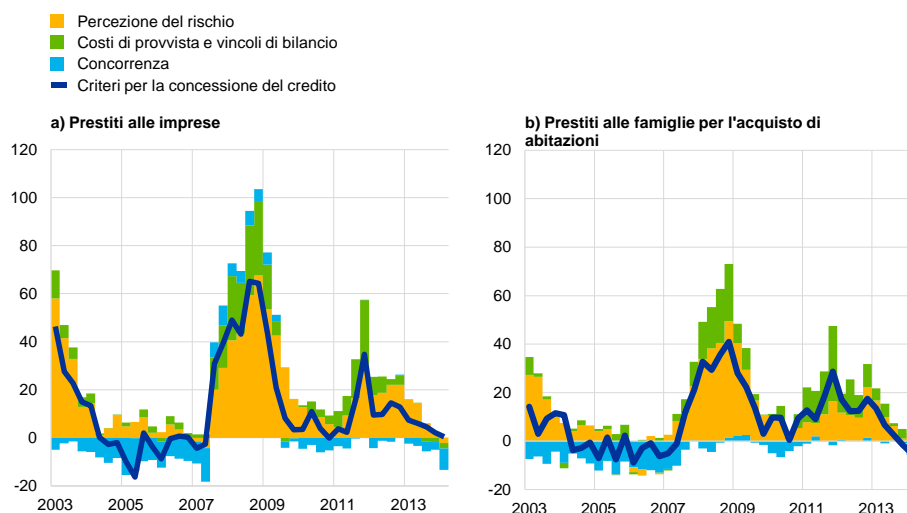 Percezione del rischio
Costi di provvista e vincoli di bilancio
Concorrenza
Criteri per la concessione del credito
a) Prestiti alle imprese
120
100
80
60
40
20
0
-20
2003 2005 2007 2009 2011 2013
b) Prestiti alle famiglie per l'acquisto di
abitazioni
120
100
80
60
40
20
0
-20
2003 2005 2007 2009 2011 2013